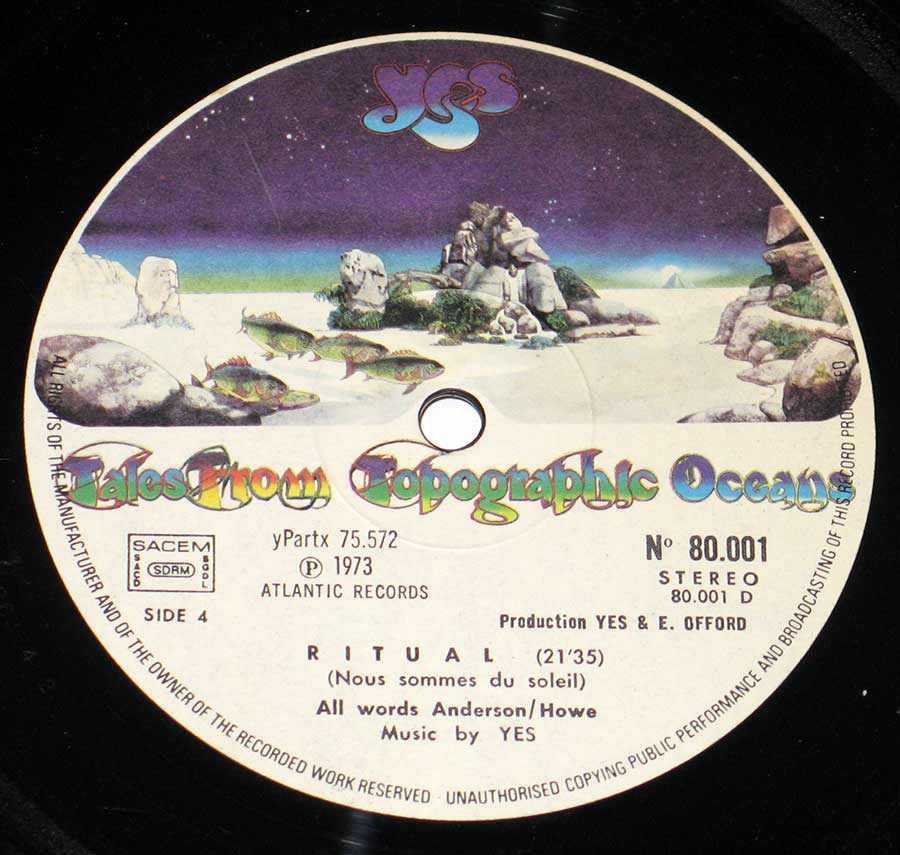 yes
Tales From Topographic Oceans
SACEM
SACD SDRM SGDL
SIDE 4
yPartx 75.572
Ⓟ 1973
ATLANTIC RECORDS
Nº 80.001
STEREO
80.001 D
Production YES & E. OFFORD
RITUAL (21'35)
(Nous sommes du soleil)
All words Anderson/Howe
Music by YES
ALL RIGHTS OF THE MANUFACTURER AND OF THE OWNER OF THE RECORDED WORK RESERVED - UNAUTHORISED COPYING PUBLIC PERFORMANCE AND BROADCASTING OF THIS RECORD PROHIBITED